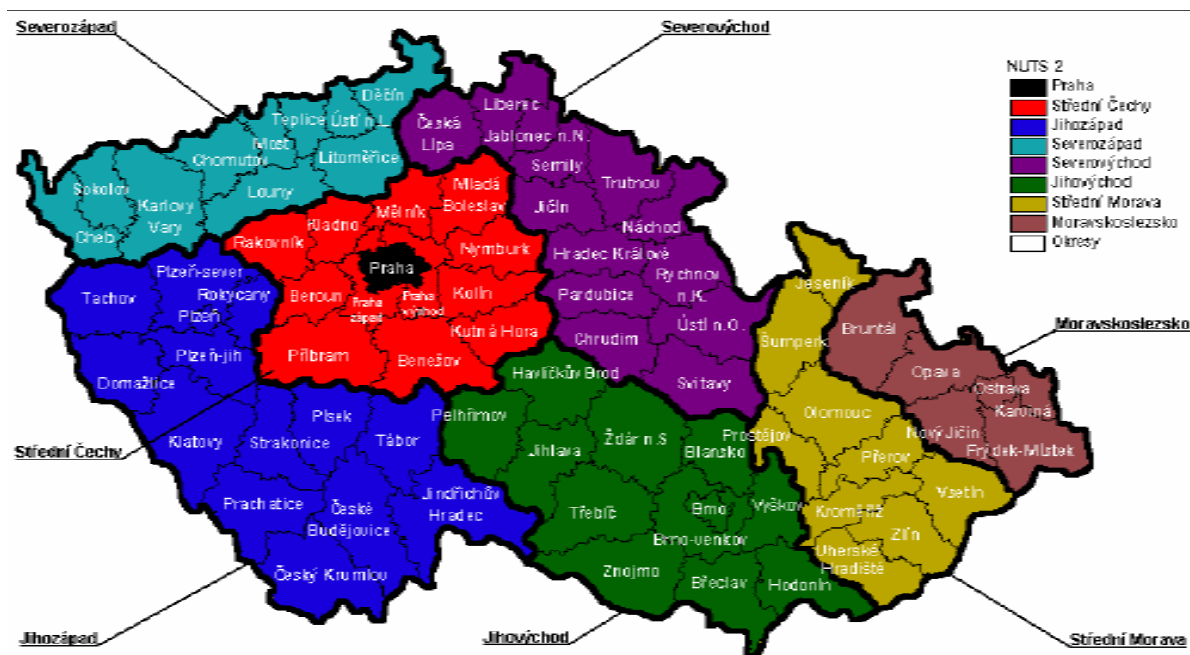 Severozápad
Severovýchod
NUTS 2
Praha
Střední Čechy
Jihozápad
Severozápad
Severovýchod
Jihovýchod
Střední Morava
Moravskoslezsko
Okresy
Děčín
Teplice
Ústí n.L.
Most
Chomutov
Litoměřice
Louny
Sokolov
Karlovy
Vary
Cheb
Liberec
Česká
Lípa
Jablonec n.N.
Semily
Trutnov
Jičín
Náchod
Hradec Králové
Rychnov
n.K.
Pardubice
Ústí n.O.
Chrudim
Svitavy
Mladá
Boleslav
Mělník
Kladno
Rakovník
Nymburk
Praha
Beroun
Praha
západ
Praha
východ
Kolín
Kutná Hora
Příbram
Benešov
Plzeň-sever
Tachov
Rokycany
Plzeň
Plzeň-jih
Domažlice
Klatovy
Písek
Strakonice
Tábor
Prachatice
České
Budějovice
Jindřichův
Hradec
Český Krumlov
Havlíčkův Brod
Pelhřimov
Jihlava
Žďár n.S
Blansko
Třebíč
Brno
Vyškov
Brno-venkov
Znojmo
Břeclav
Hodonín
Jeseník
Šumperk
Olomouc
Prostějov
Přerov
Kroměříž
Vsetín
Zlín
Uherské
Hradiště
Bruntál
Opava
Ostrava
Karviná
Nový Jičín
Frýdek-Místek
Moravskoslezsko
Střední Čechy
Jihozápad
Jihovýchod
Střední Morava